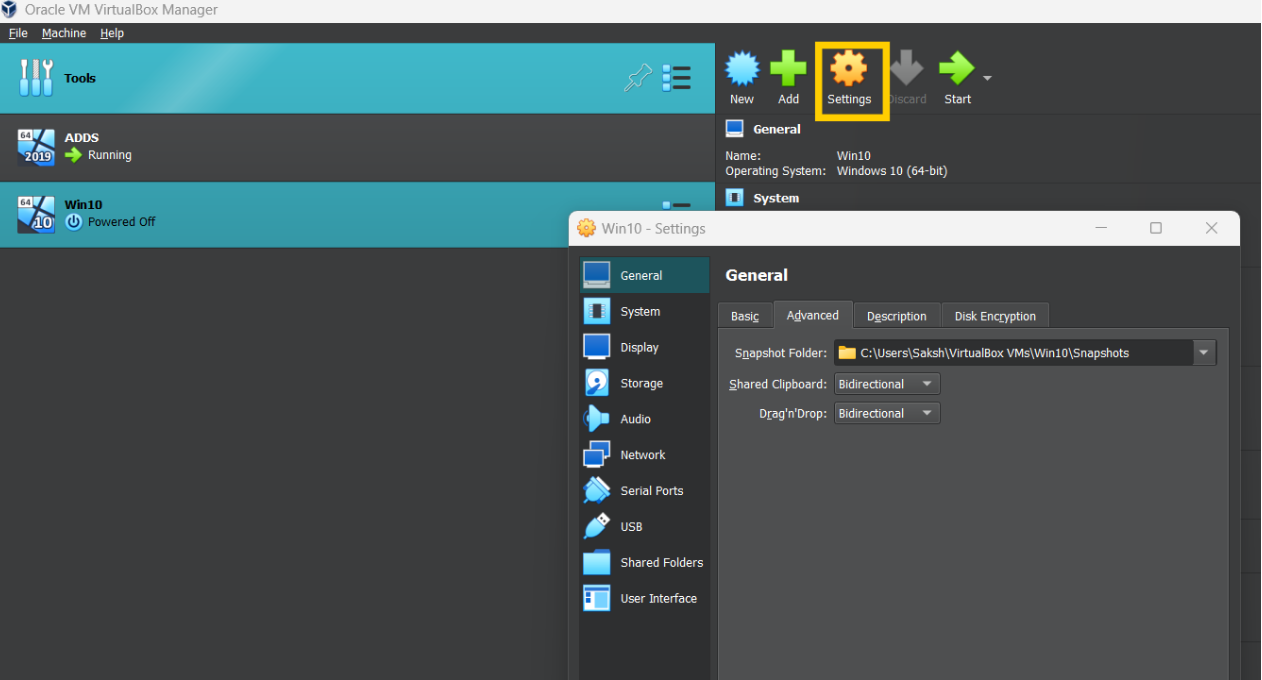 Oracle VM VirtualBox Manager
File Machine Help
Tools
New Add Settings Discard Start
64
2019
ADDS
Running
64
10
Win10
Powered Off
General
Name: Win10
Operating System: Windows 10 (64-bit)
System
Win10 - Settings
General
System
Display
Storage
Audio
Network
Serial Ports
USB
Shared Folders
User Interface
General
Basic Advanced Description Disk Encryption
Snapshot Folder: C:\Users\Saksh\VirtualBox VMs\Win10\Snapshots
Shared Clipboard: Bidirectional
Drag'n'Drop: Bidirectional